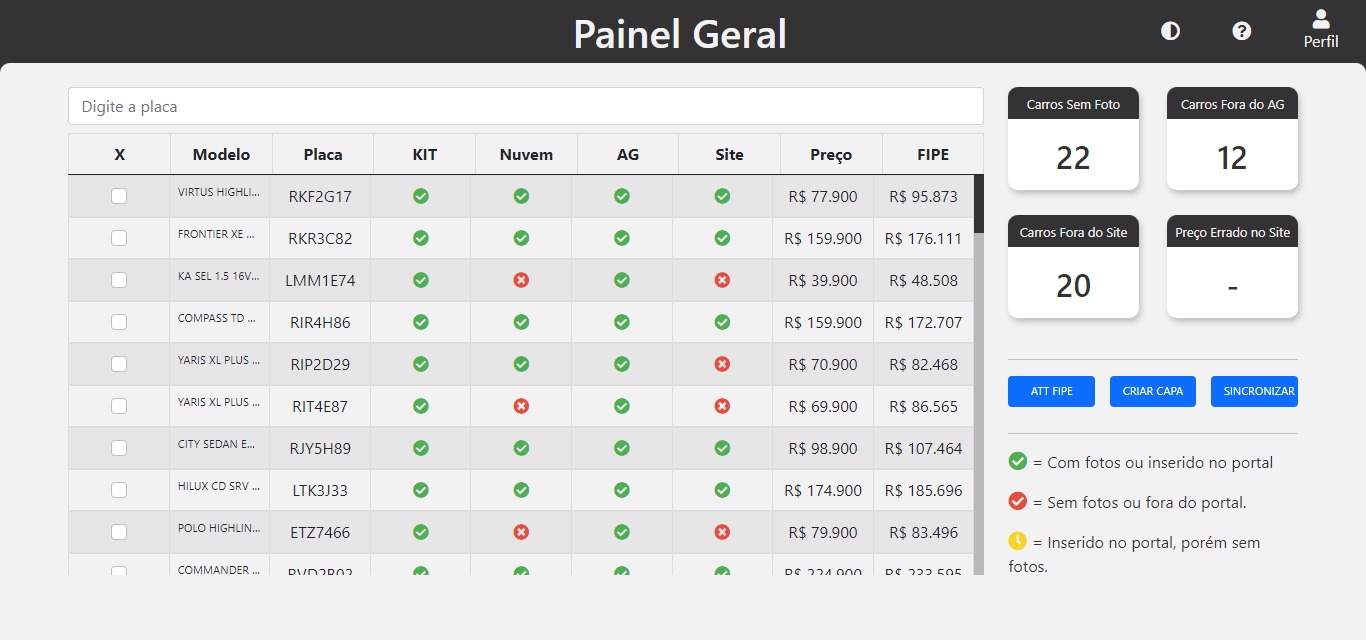 Painel Geral
Perfil
Digite a placa
X Modelo Placa KIT Nuvem AG Site Preço FIPE
VIRTUS HIGHLI... RKF2G17 R$ 77.900 R$ 95.873
FRONTIER XE ... RKR3C82 R$ 159.900 R$ 176.111
KA SEL 1.5 16V... LMM1E74 R$ 39.900 R$ 48.508
COMPASS TD ... RIR4H86 R$ 159.900 R$ 172.707
YARIS XL PLUS ... RIP2D29 R$ 70.900 R$ 82.468
YARIS XL PLUS ... RIT4E87 R$ 69.900 R$ 86.565
CITY SEDAN E... RJY5H89 R$ 98.900 R$ 107.464
HILUX CD SRV ... LTK3J33 R$ 174.900 R$ 185.696
POLO HIGHLIN... ETZ7466 R$ 79.900 R$ 83.496
COMMANDER ... RVD2B02 R$ 224.900 R$ 233.595
Carros Sem Foto
22
Carros Fora do AG
12
Carros Fora do Site
20
Preço Errado no Site
-
ATT FIPE CRIAR CAPA SINCRONIZAR
= Com fotos ou inserido no portal
= Sem fotos ou fora do portal.
= Inserido no portal, porém sem
fotos.